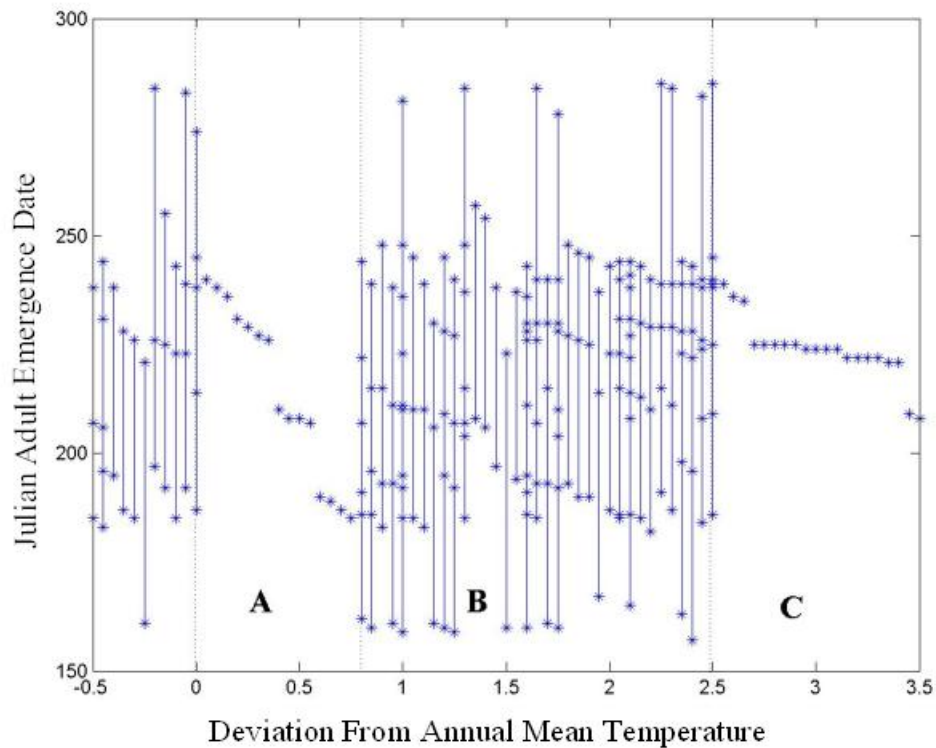 300
250
200
150
Julian Adult Emergence Date
A
B
C
-0.5 0 0.5 1 1.5 2 2.5 3 3.5
Deviation From Annual Mean Temperature